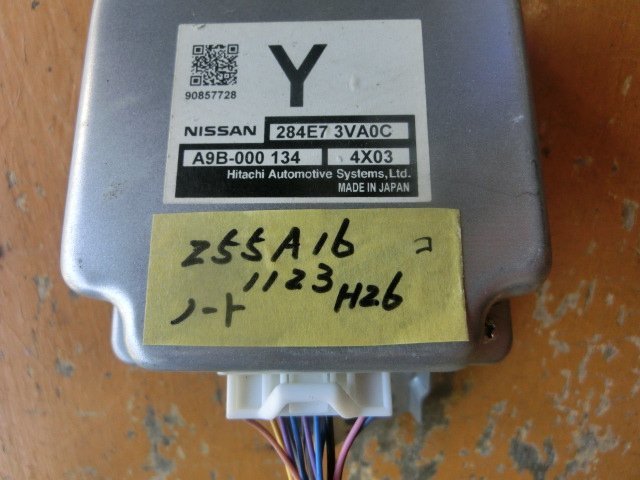 Y
90857728
NISSAN 284E7 3VA0C
A9B-000 134 4X03
Hitachi Automotive Systems, Ltd.
MADE IN JAPAN
Z55A16 コ
1123
ノート H26